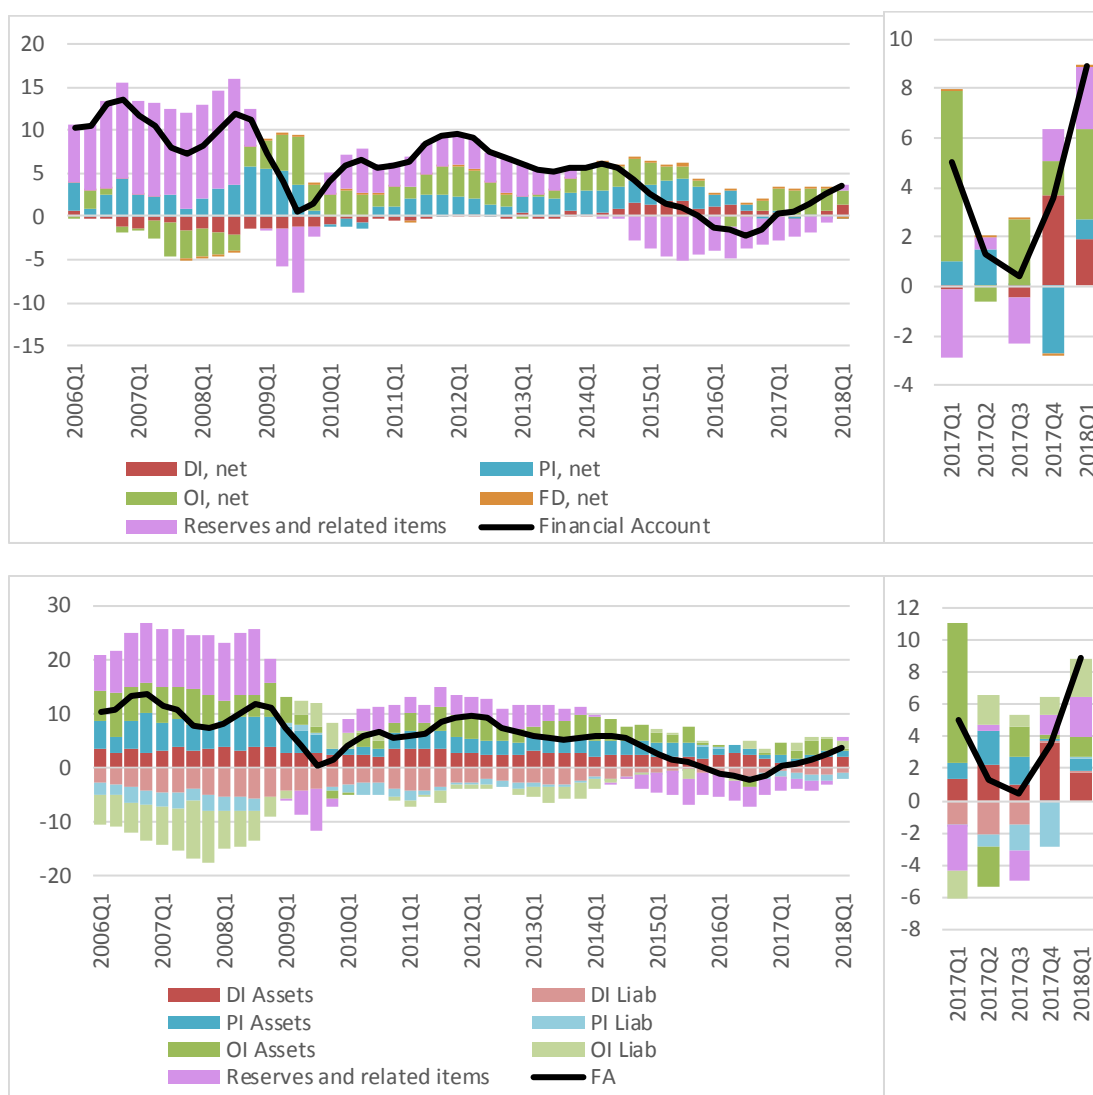 20
15
10
5
0
-5
-10
-15
2006Q1
2007Q1
2008Q1
2009Q1
2010Q1
2011Q1
2012Q1
2013Q1
2014Q1
2015Q1
2016Q1
2017Q1
2018Q1
DI, net
PI, net
OI, net
FD, net
Reserves and related items
Financial Account
10
8
6
4
2
0
-2
-4
2017Q1
2017Q2
2017Q3
2017Q4
2018Q1
30
20
10
0
-10
-20
2006Q1
2007Q1
2008Q1
2009Q1
2010Q1
2011Q1
2012Q1
2013Q1
2014Q1
2015Q1
2016Q1
2017Q1
2018Q1
DI Assets
DI Liab
PI Assets
PI Liab
OI Assets
OI Liab
Reserves and related items
FA
12
10
8
6
4
2
0
-2
-4
-6
-8
2017Q1
2017Q2
2017Q3
2017Q4
2018Q1